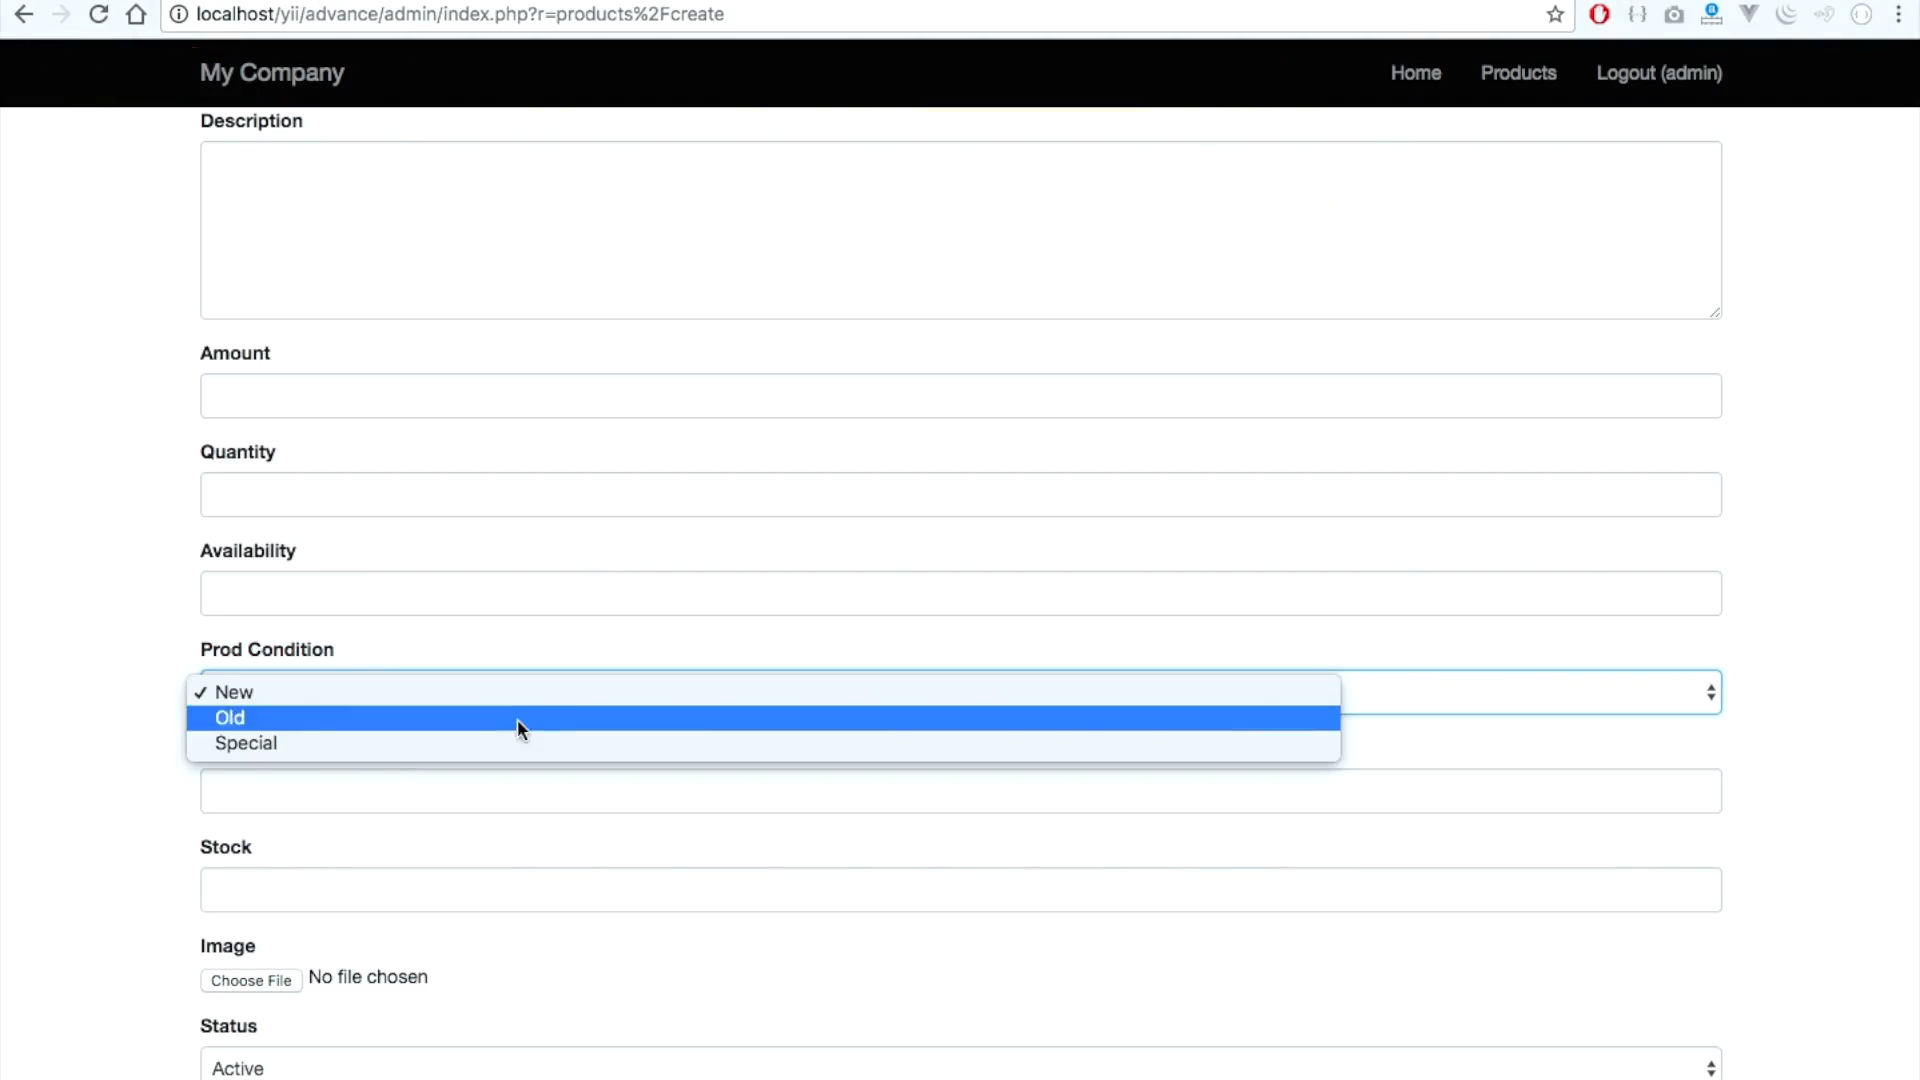 localhost/yii/advance/admin/index.php?r=products%2Fcreate
My Company
Home Products Logout (admin)
Description
Amount
Quantity
Availability
Prod Condition
✓ New
Old
Special
Stock
Image
Choose File No file chosen
Status
Active